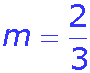 m = 2/3